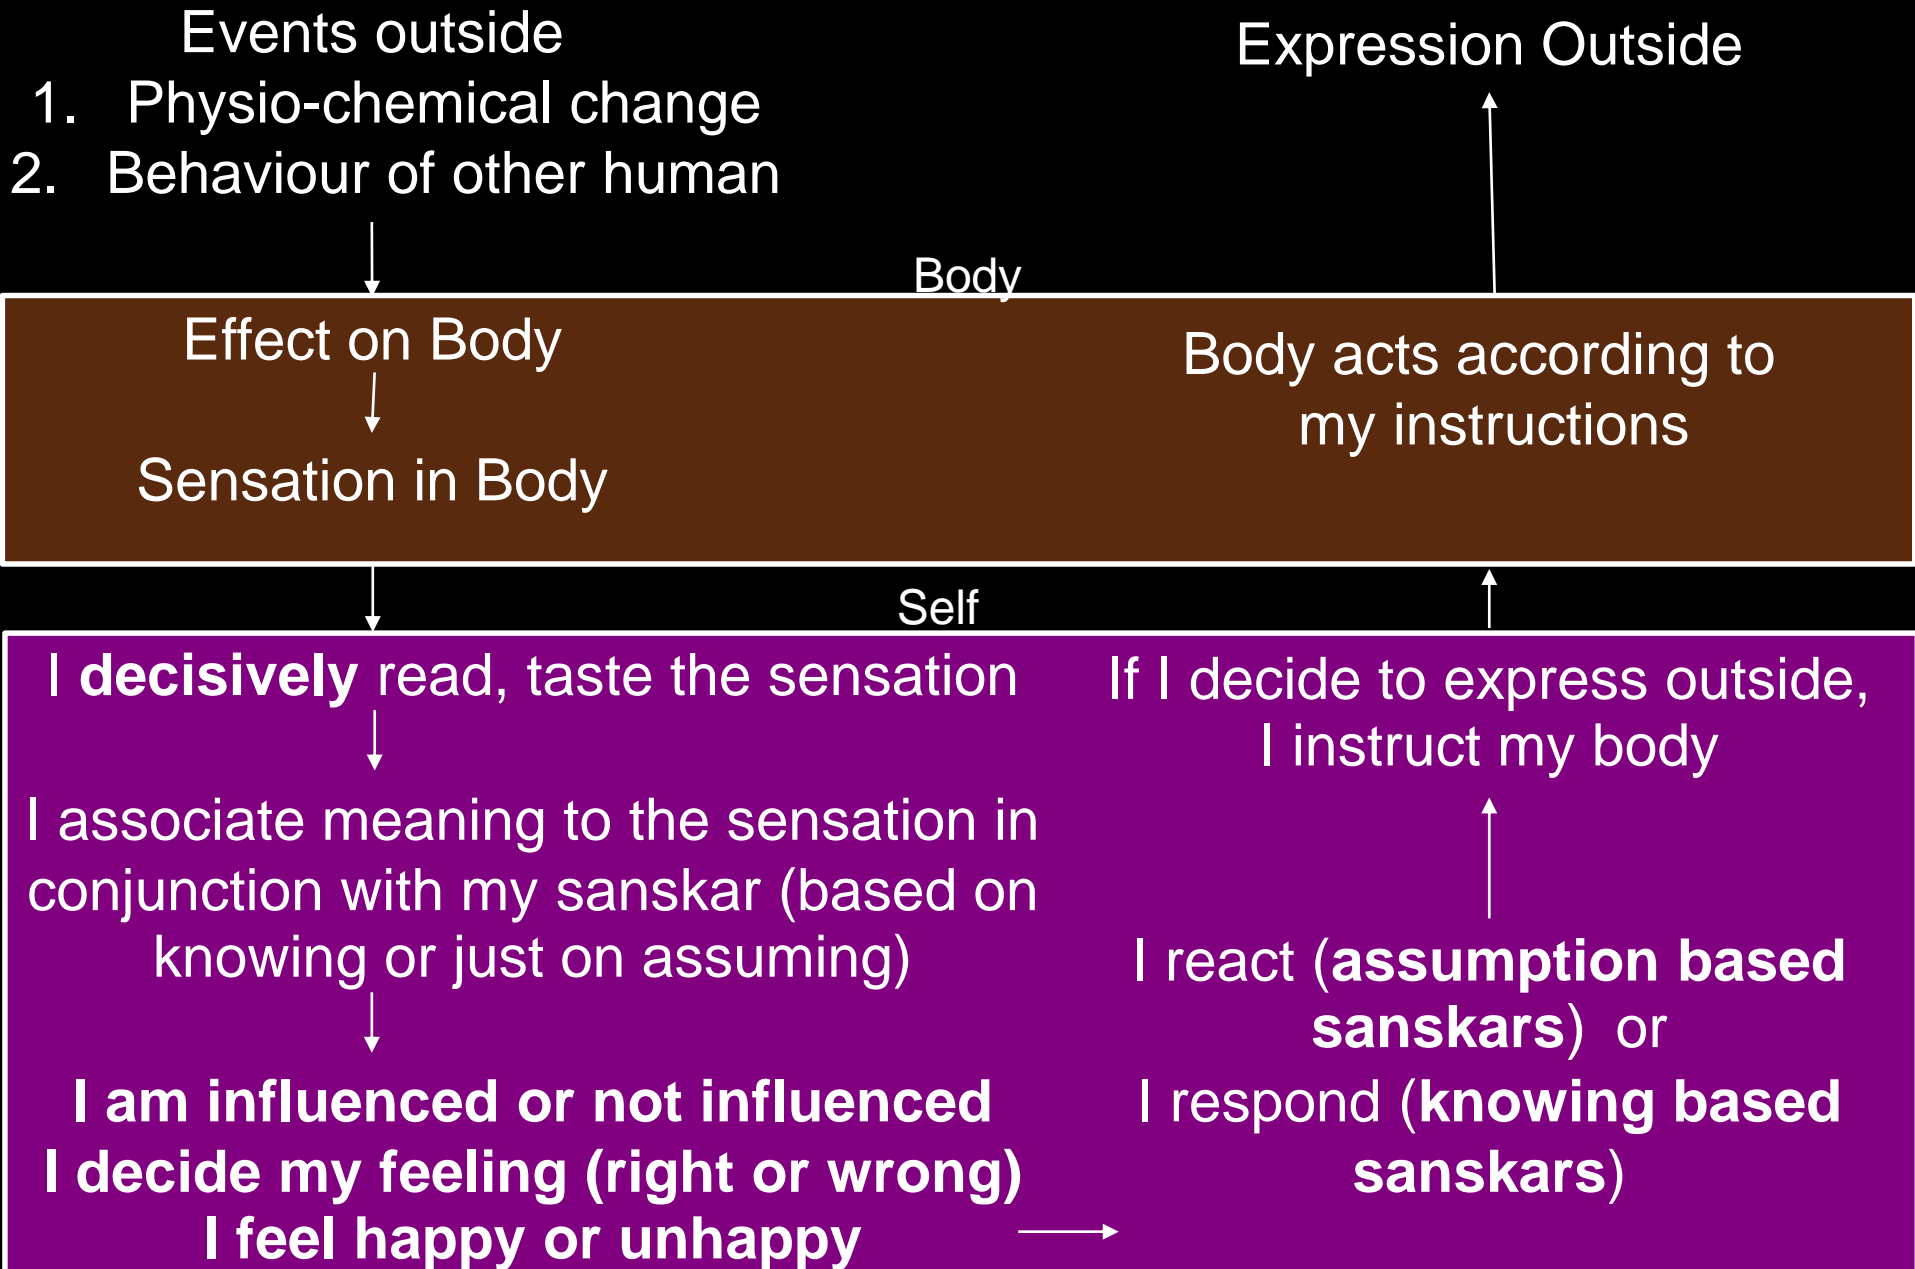 Events outside
1. Physio-chemical change
2. Behaviour of other human
Expression Outside
Body
Effect on Body
Sensation in Body
Body acts according to
my instructions
Self
I decisively read, taste the sensation
I associate meaning to the sensation in
conjunction with my sanskar (based on
knowing or just on assuming)
I am influenced or not influenced
I decide my feeling (right or wrong)
I feel happy or unhappy
If I decide to express outside,
I instruct my body
I react (assumption based
sanskars) or
I respond (knowing based
sanskars)